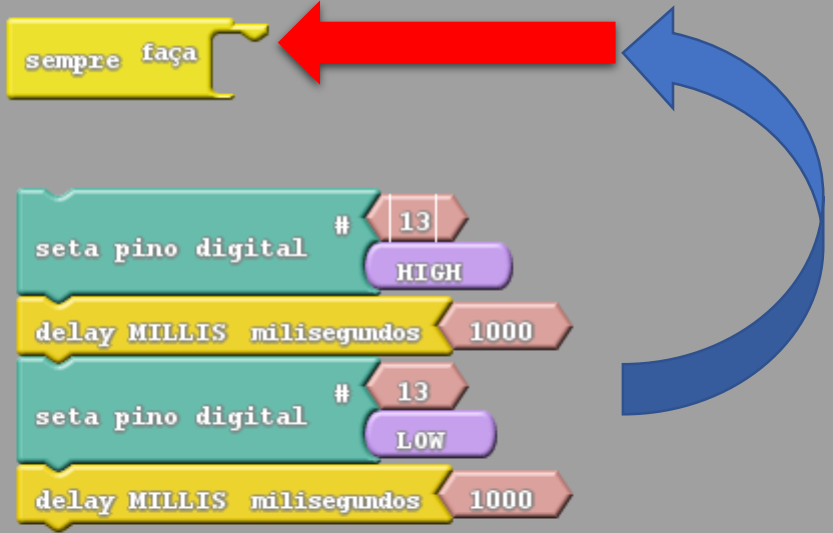 sempre faça
# 13
seta pino digital
HIGH
delay MILLIS milisegundos 1000
# 13
seta pino digital
LOW
delay MILLIS milisegundos 1000